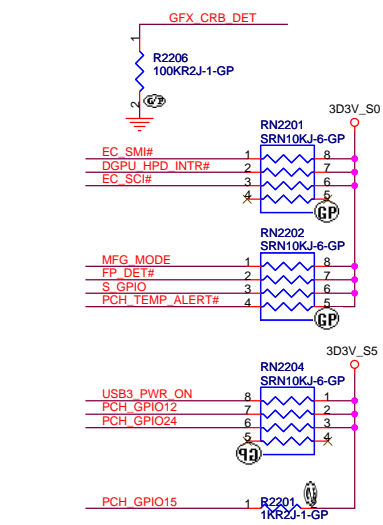 GFX_CRB_DET
1
R2206
100KR2J-1-GP
2
G/P
3D3V_S0
RN2201
SRN10KJ-6-GP
EC_SMI# 1 8
DGPU_HPD_INTR# 2 7
EC_SCI# 3 6
4 5
GP
RN2202
SRN10KJ-6-GP
MFG_MODE 1 8
FP_DET# 2 7
S_GPIO 3 6
PCH_TEMP_ALERT# 4 5
GP
3D3V_S5
RN2204
SRN10KJ-6-GP
USB3_PWR_ON 8 1
PCH_GPIO12 7 2
PCH_GPIO24 6 3
5 4
GP
PCH_GPIO15 1 R2201
1KR2J-1-GP